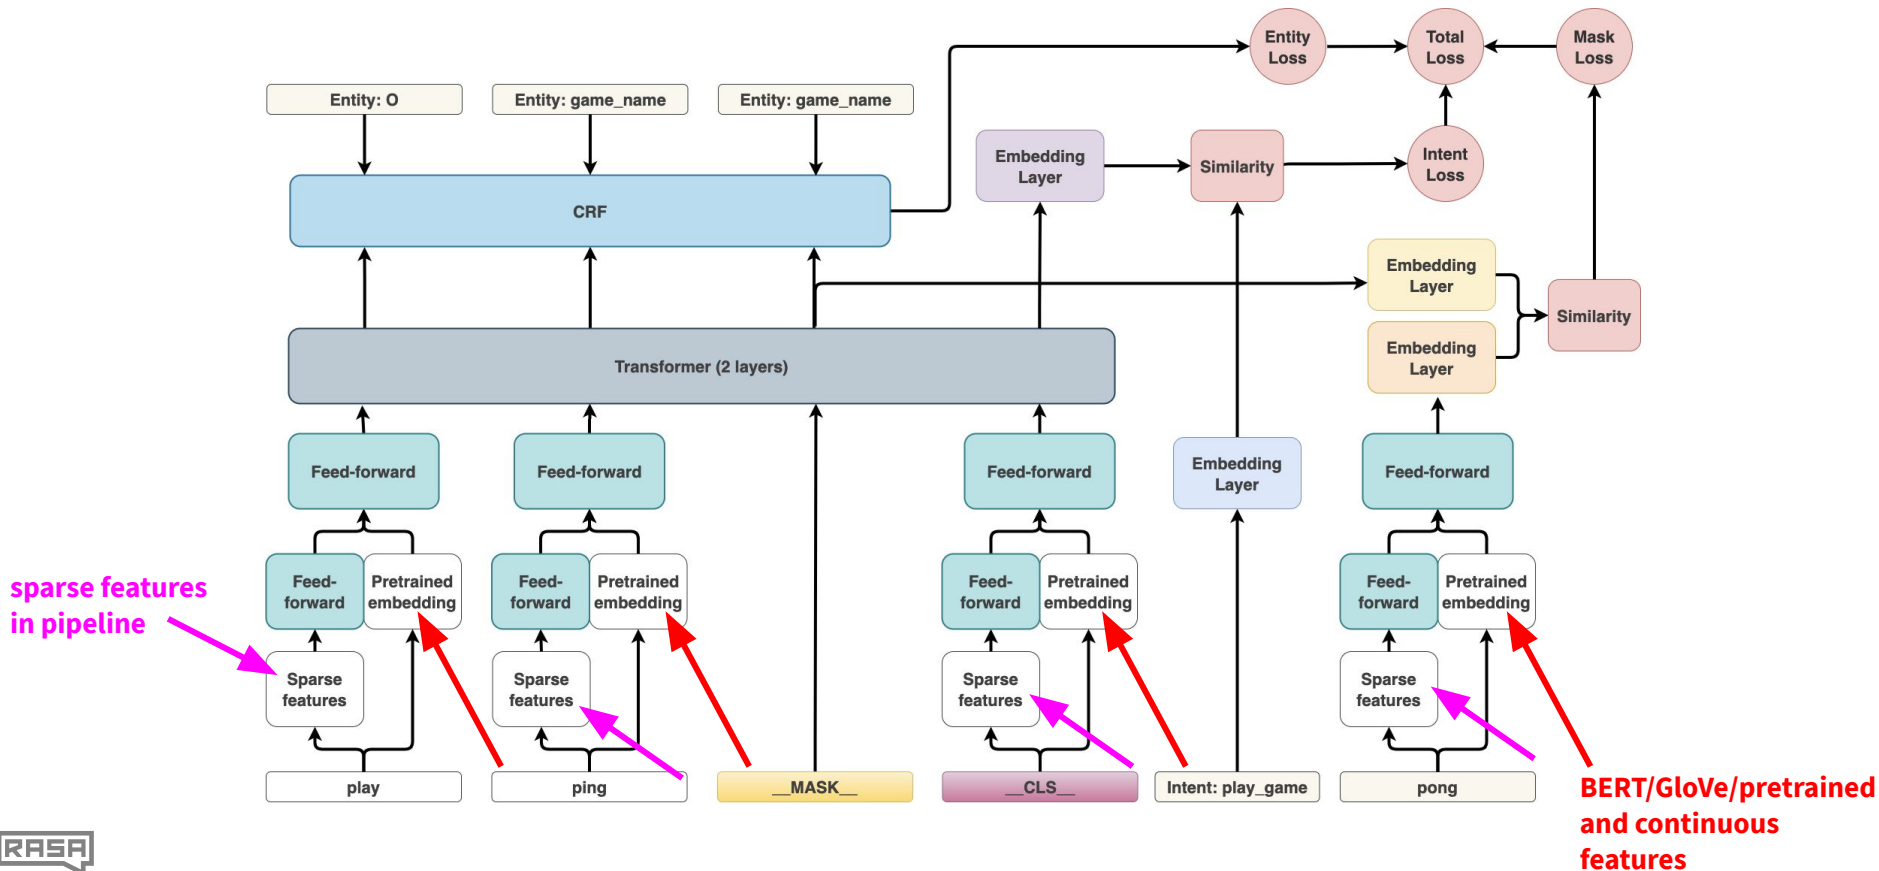 Entity
Loss
Total
Loss
Mask
Loss
Entity: O
Entity: game_name
Entity: game_name
Embedding
Layer
Similarity
Intent
Loss
CRF
Embedding
Layer
Embedding
Layer
Similarity
Transformer (2 layers)
Feed-forward
Feed-forward
Feed-forward
Embedding
Layer
Feed-forward
sparse features
in pipeline
Feed-
forward
Pretrained
embedding
Feed-
forward
Pretrained
embedding
Feed-
forward
Pretrained
embedding
Feed-
forward
Pretrained
embedding
Sparse
features
Sparse
features
Sparse
features
Sparse
features
play
ping
__MASK__
__CLS__
Intent: play_game
pong
BERT/GloVe/pretrained
and continuous
features
RASA